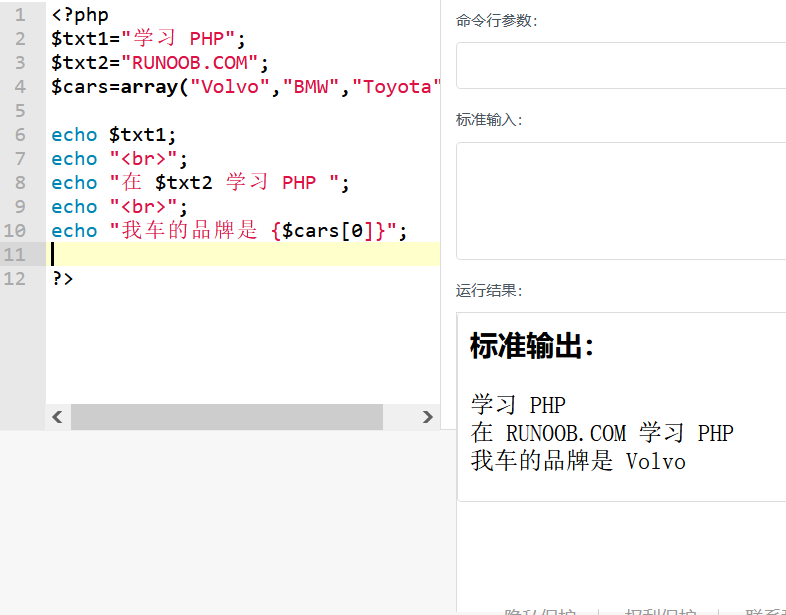 1 <?php
2 $txt1="学习 PHP";
3 $txt2="RUNOOB.COM";
4 $cars=array("Volvo","BMW","Toyota"
5
6 echo $txt1;
7 echo "<br>";
8 echo "在 $txt2 学习 PHP ";
9 echo "<br>";
10 echo "我车的品牌是 {$cars[0]}";
11
12 ?>
命令行参数：
标准输入：
运行结果：
标准输出：
学习 PHP
在 RUNOOB.COM 学习 PHP
我车的品牌是 Volvo